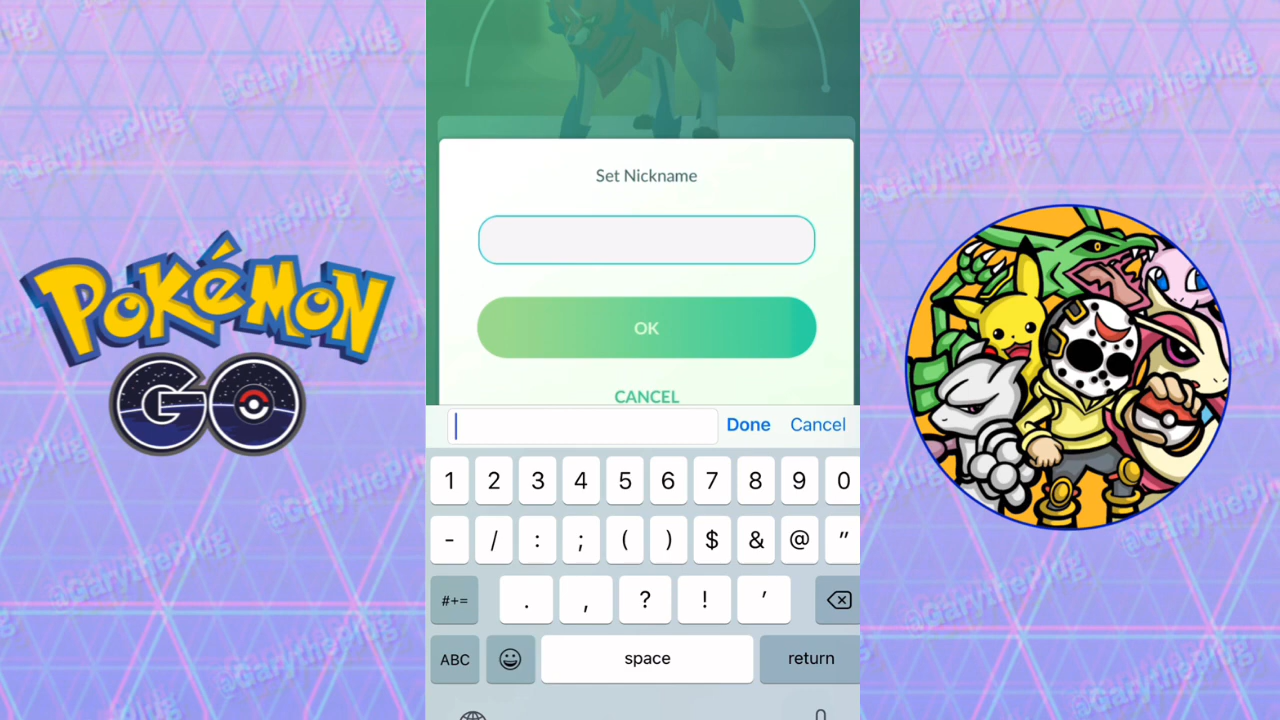 @GarythePlug
POKéMON
GO
Set Nickname
OK
CANCEL
Done Cancel
1 2 3 4 5 6 7 8 9 0
- / : ; ( ) $ & @ ”
#+= . , ? ! ’
ABC space return